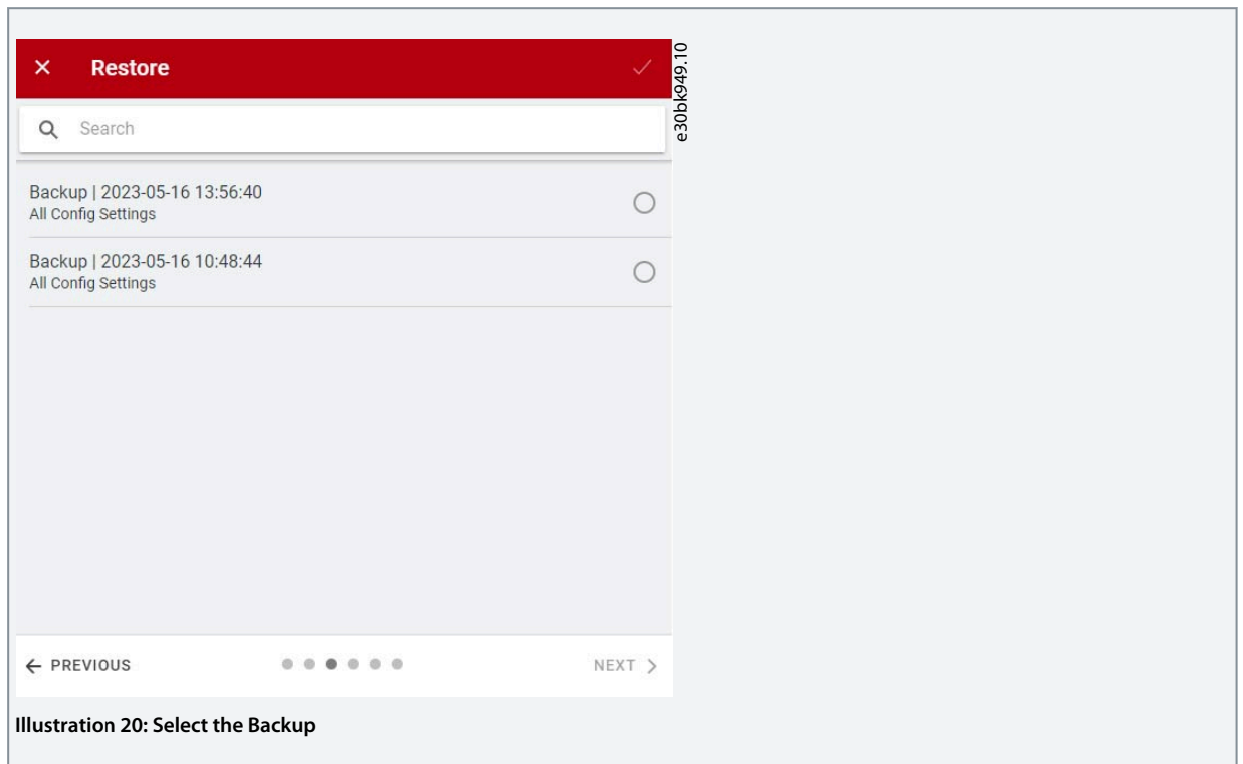 Restore
Search
Backup | 2023-05-16 13:56:40
All Config Settings
Backup | 2023-05-16 10:48:44
All Config Settings
PREVIOUS
NEXT
e30bk949.10
Illustration 20: Select the Backup